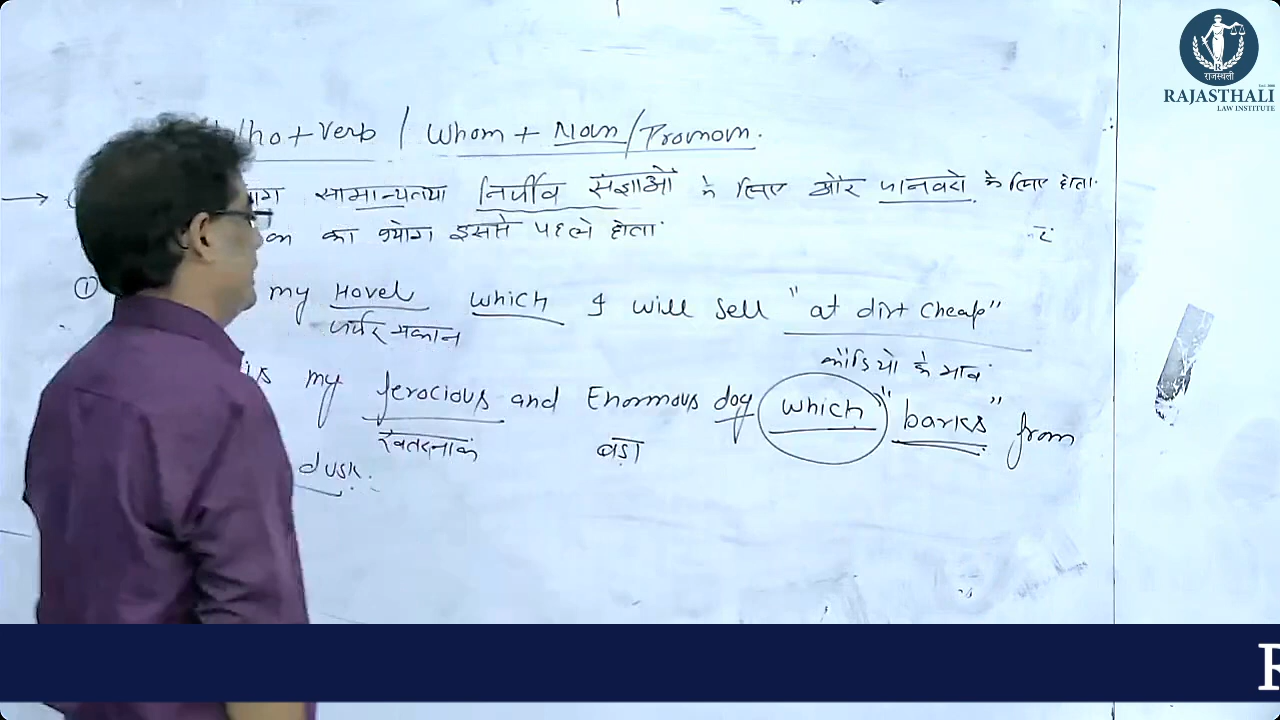 राजस्थली
RAJASTHALI
LAW INSTITUTE
Who + Verb / Whom + Noun / Pronoun.
→ सामान्यतया निर्जीव संज्ञाओं के लिए और जानवरो के लिए होता
का प्रयोग इससे पहले होता है
① my Hovel which I will sell "at dirt cheap"
जर्जर मकान
कौडियो के भाव
is my ferocious and Enormous dog which "barks" from
खतरनाक बड़ा
dusk.
R